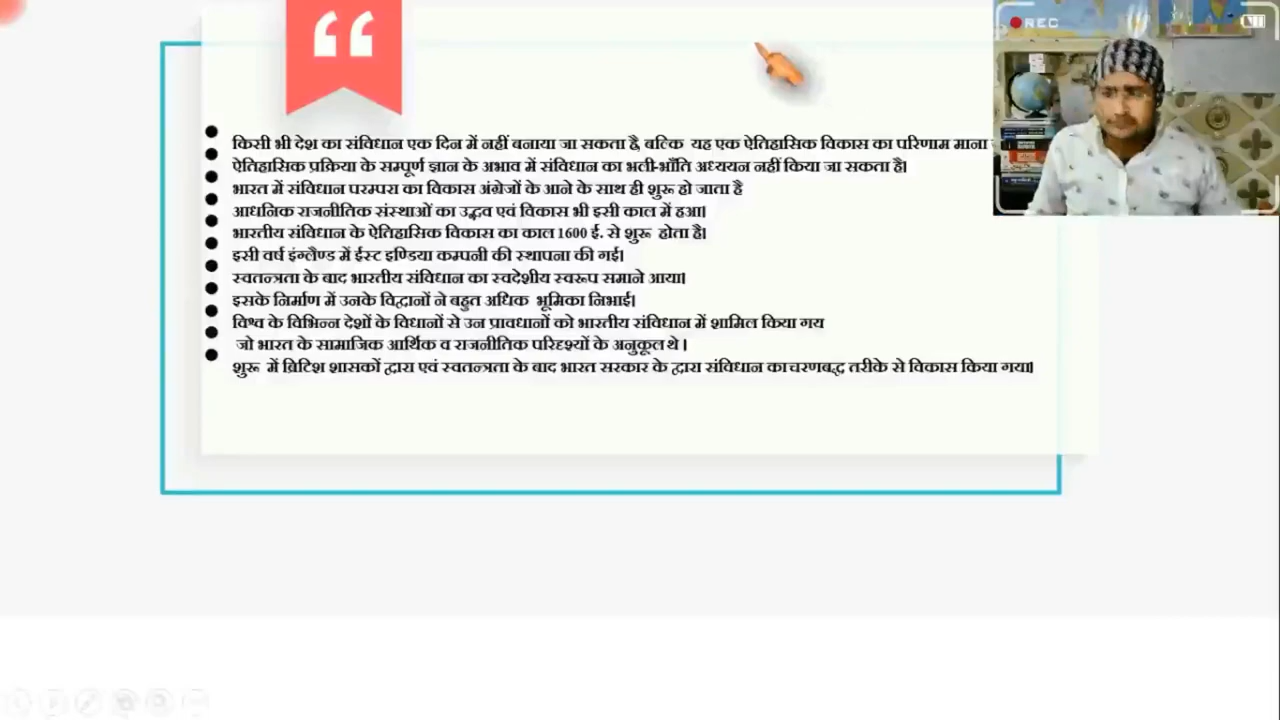 REC
किसी भी देश का संविधान एक दिन में नहीं बनाया जा सकता है, बल्कि यह एक ऐतिहासिक विकास का परिणाम माना
ऐतिहासिक प्रकिया के सम्पूर्ण ज्ञान के अभाव में संविधान का भली-भाँति अध्ययन नहीं किया जा सकता है।
भारत में संविधान परम्परा का विकास अंग्रेजों के आने के साथ ही शुरू हो जाता है
आधनिक राजनीतिक संस्थाओं का उद्भव एवं विकास भी इसी काल में हआ।
भारतीय संविधान के ऐतिहासिक विकास का काल 1600 ई. से शुरू होता है।
इसी वर्ष इंग्लैण्ड में ईस्ट इण्डिया कम्पनी की स्थापना की गई।
स्वतन्त्रता के बाद भारतीय संविधान का स्वदेशीय स्वरूप समाने आया।
इसके निर्माण में उनके विद्वानों ने बहुत अधिक भूमिका निभाई।
विश्व के विभिन्न देशों के विधानों से उन प्रावधानों को भारतीय संविधान में शामिल किया गय
जो भारत के सामाजिक आर्थिक व राजनीतिक परिदृश्यों के अनुकूल थे ।
शुरू में ब्रिटिश शासकों द्वारा एवं स्वतन्त्रता के बाद भारत सरकार के द्वारा संविधान का चरणबद्ध तरीके से विकास किया गया।